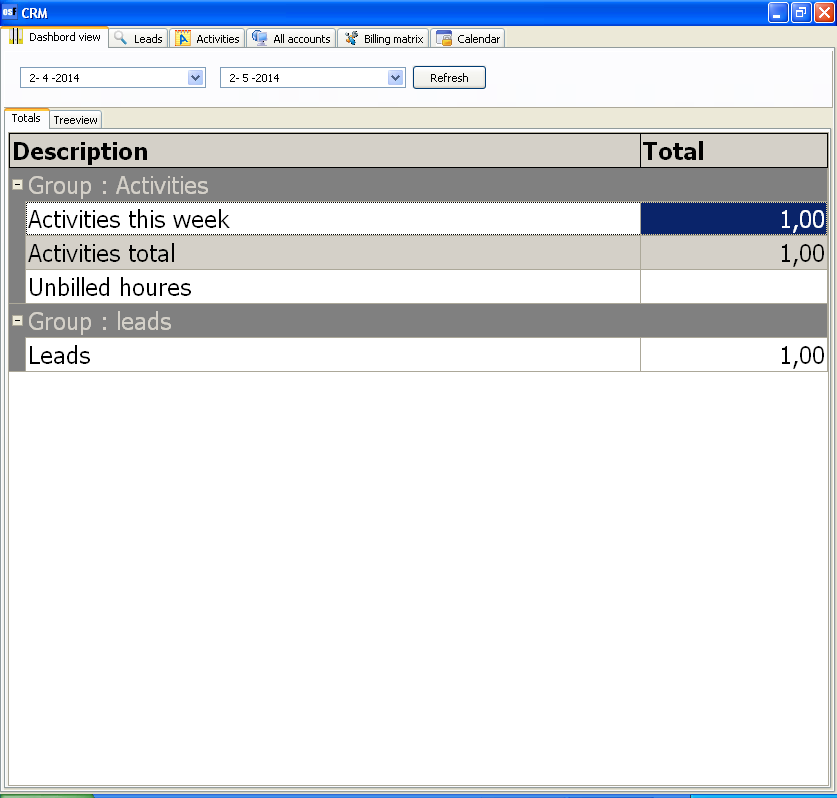 osf CRM
Dashbord view Leads Activities All accounts Billing matrix Calendar
2- 4 -2014 2- 5 -2014 Refresh
Totals Treeview
Description Total
Group : Activities
Activities this week 1,00
Activities total 1,00
Unbilled houres
Group : leads
Leads 1,00